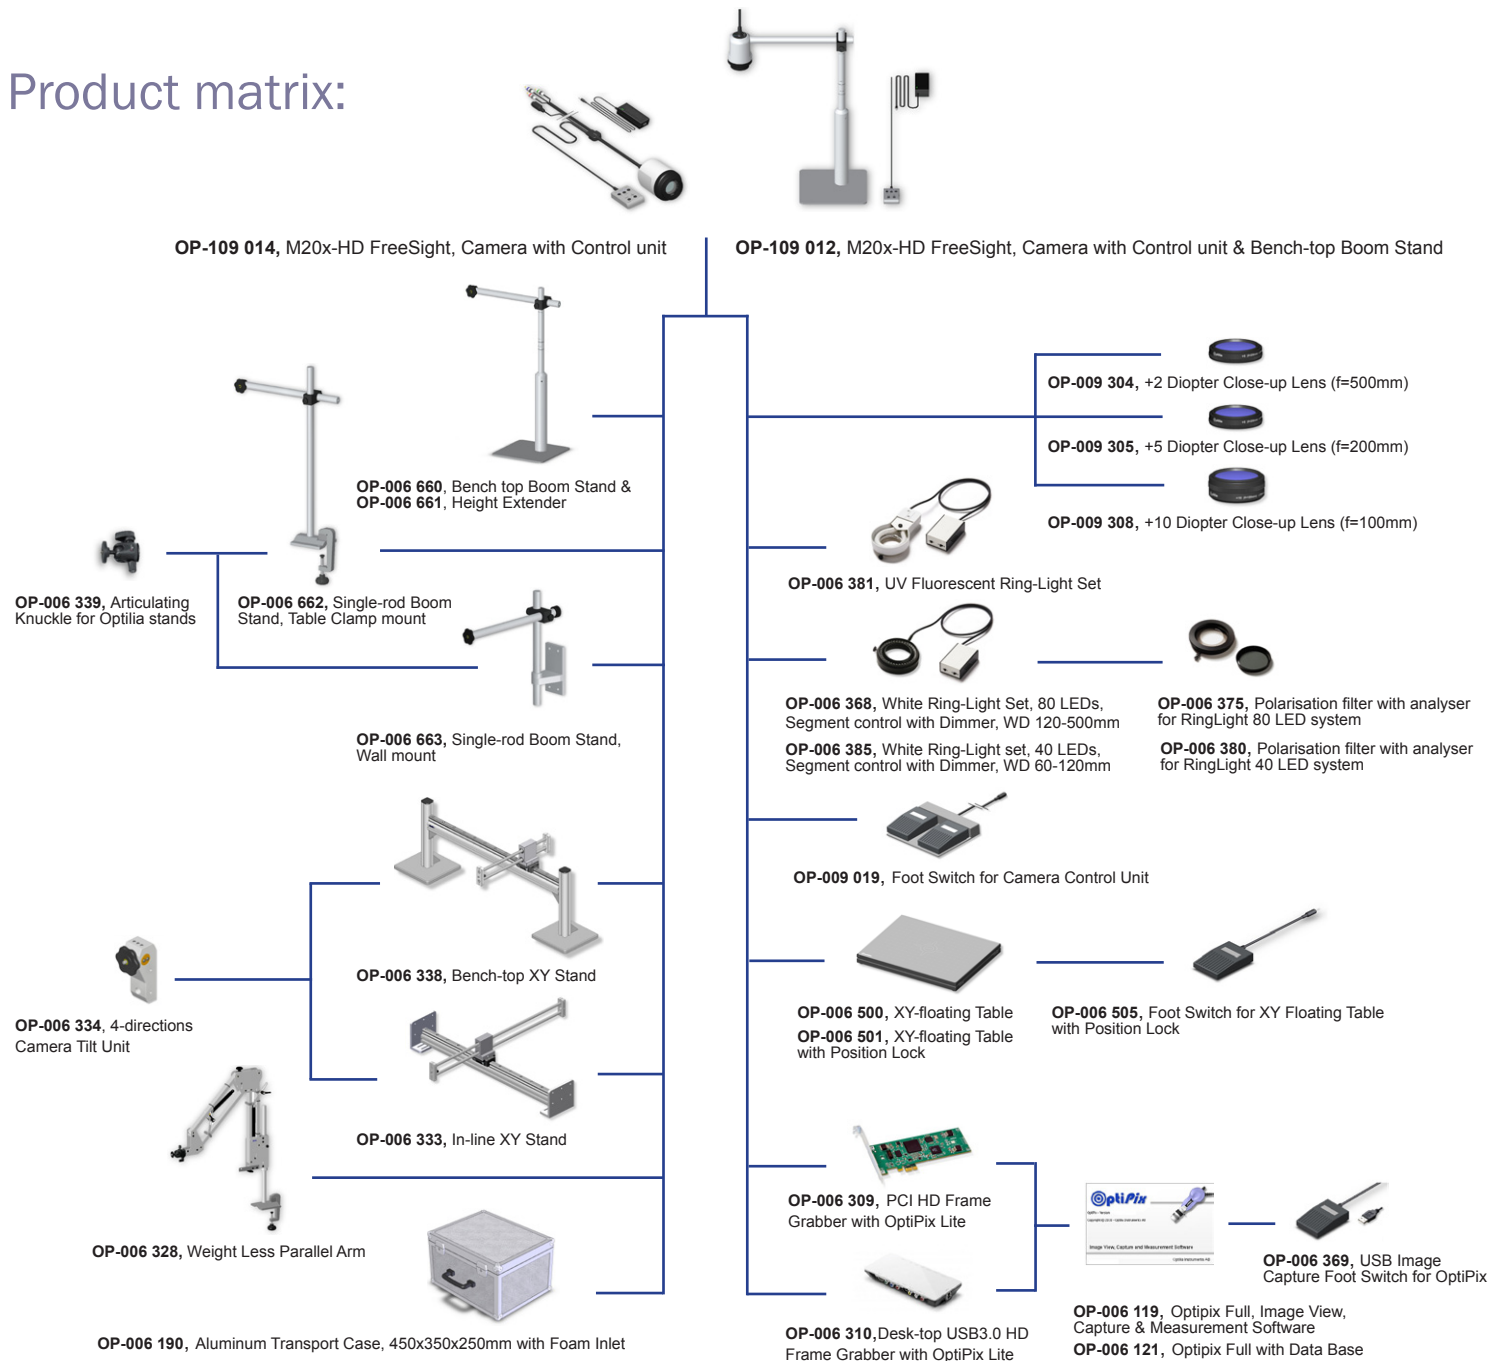 Product matrix:
OP-109 014, M20x-HD FreeSight, Camera with Control unit
OP-109 012, M20x-HD FreeSight, Camera with Control unit & Bench-top Boom Stand
OP-006 660, Bench top Boom Stand &
OP-006 661, Height Extender
OP-006 339, Articulating
Knuckle for Optilia stands
OP-006 662, Single-rod Boom
Stand, Table Clamp mount
OP-006 663, Single-rod Boom Stand,
Wall mount
OP-006 338, Bench-top XY Stand
OP-006 334, 4-directions
Camera Tilt Unit
OP-006 333, In-line XY Stand
OP-006 328, Weight Less Parallel Arm
OP-006 190, Aluminum Transport Case, 450x350x250mm with Foam Inlet
OP-009 304, +2 Diopter Close-up Lens (f=500mm)
OP-009 305, +5 Diopter Close-up Lens (f=200mm)
OP-009 308, +10 Diopter Close-up Lens (f=100mm)
OP-006 381, UV Fluorescent Ring-Light Set
OP-006 368, White Ring-Light Set, 80 LEDs,
Segment control with Dimmer, WD 120-500mm
OP-006 385, White Ring-Light set, 40 LEDs,
Segment control with Dimmer, WD 60-120mm
OP-006 375, Polarisation filter with analyser
for RingLight 80 LED system
OP-006 380, Polarisation filter with analyser
for RingLight 40 LED system
OP-009 019, Foot Switch for Camera Control Unit
OP-006 500, XY-floating Table
OP-006 501, XY-floating Table
with Position Lock
OP-006 505, Foot Switch for XY Floating Table
with Position Lock
OP-006 309, PCI HD Frame
Grabber with OptiPix Lite
OP-006 310,Desk-top USB3.0 HD
Frame Grabber with OptiPix Lite
OptiPix
Image View, Capture and Measurement Software
OP-006 369, USB Image
Capture Foot Switch for OptiPix
OP-006 119, Optipix Full, Image View,
Capture & Measurement Software
OP-006 121, Optipix Full with Data Base